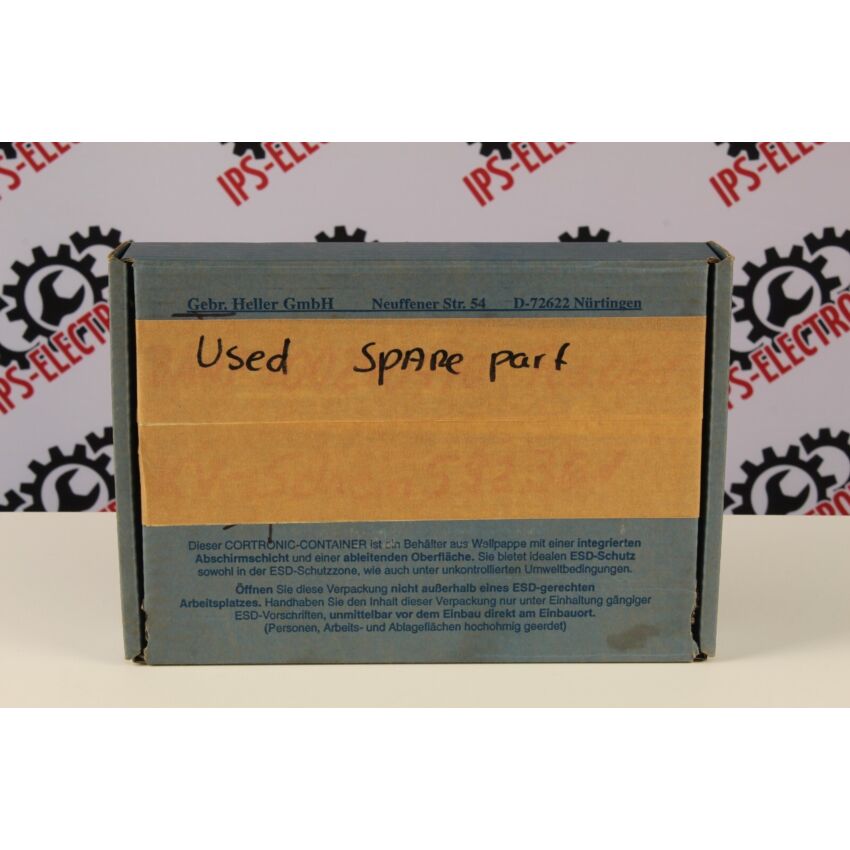 IPS-ELECTRO
Gebr. Heller GmbH Neuffener Str. 54 D-72622 Nürtingen
Used SPARe part
Dieser CORTRONIC-CONTAINER ist ein Behälter aus Wellpappe mit einer integrierten
Abschirmschicht und einer ableitenden Oberfläche. Sie bietet idealen ESD-Schutz
sowohl in der ESD-Schutzzone, wie auch unter unkontrollierten Umweltbedingungen.
Öffnen Sie diese Verpackung nicht außerhalb eines ESD-gerechten
Arbeitsplatzes. Handhaben Sie den Inhalt dieser Verpackung nur unter Einhaltung gängiger
ESD-Vorschriften, unmittelbar vor dem Einbau direkt am Einbauort.
(Personen, Arbeits- und Ablageflächen hochohmig geerdet)